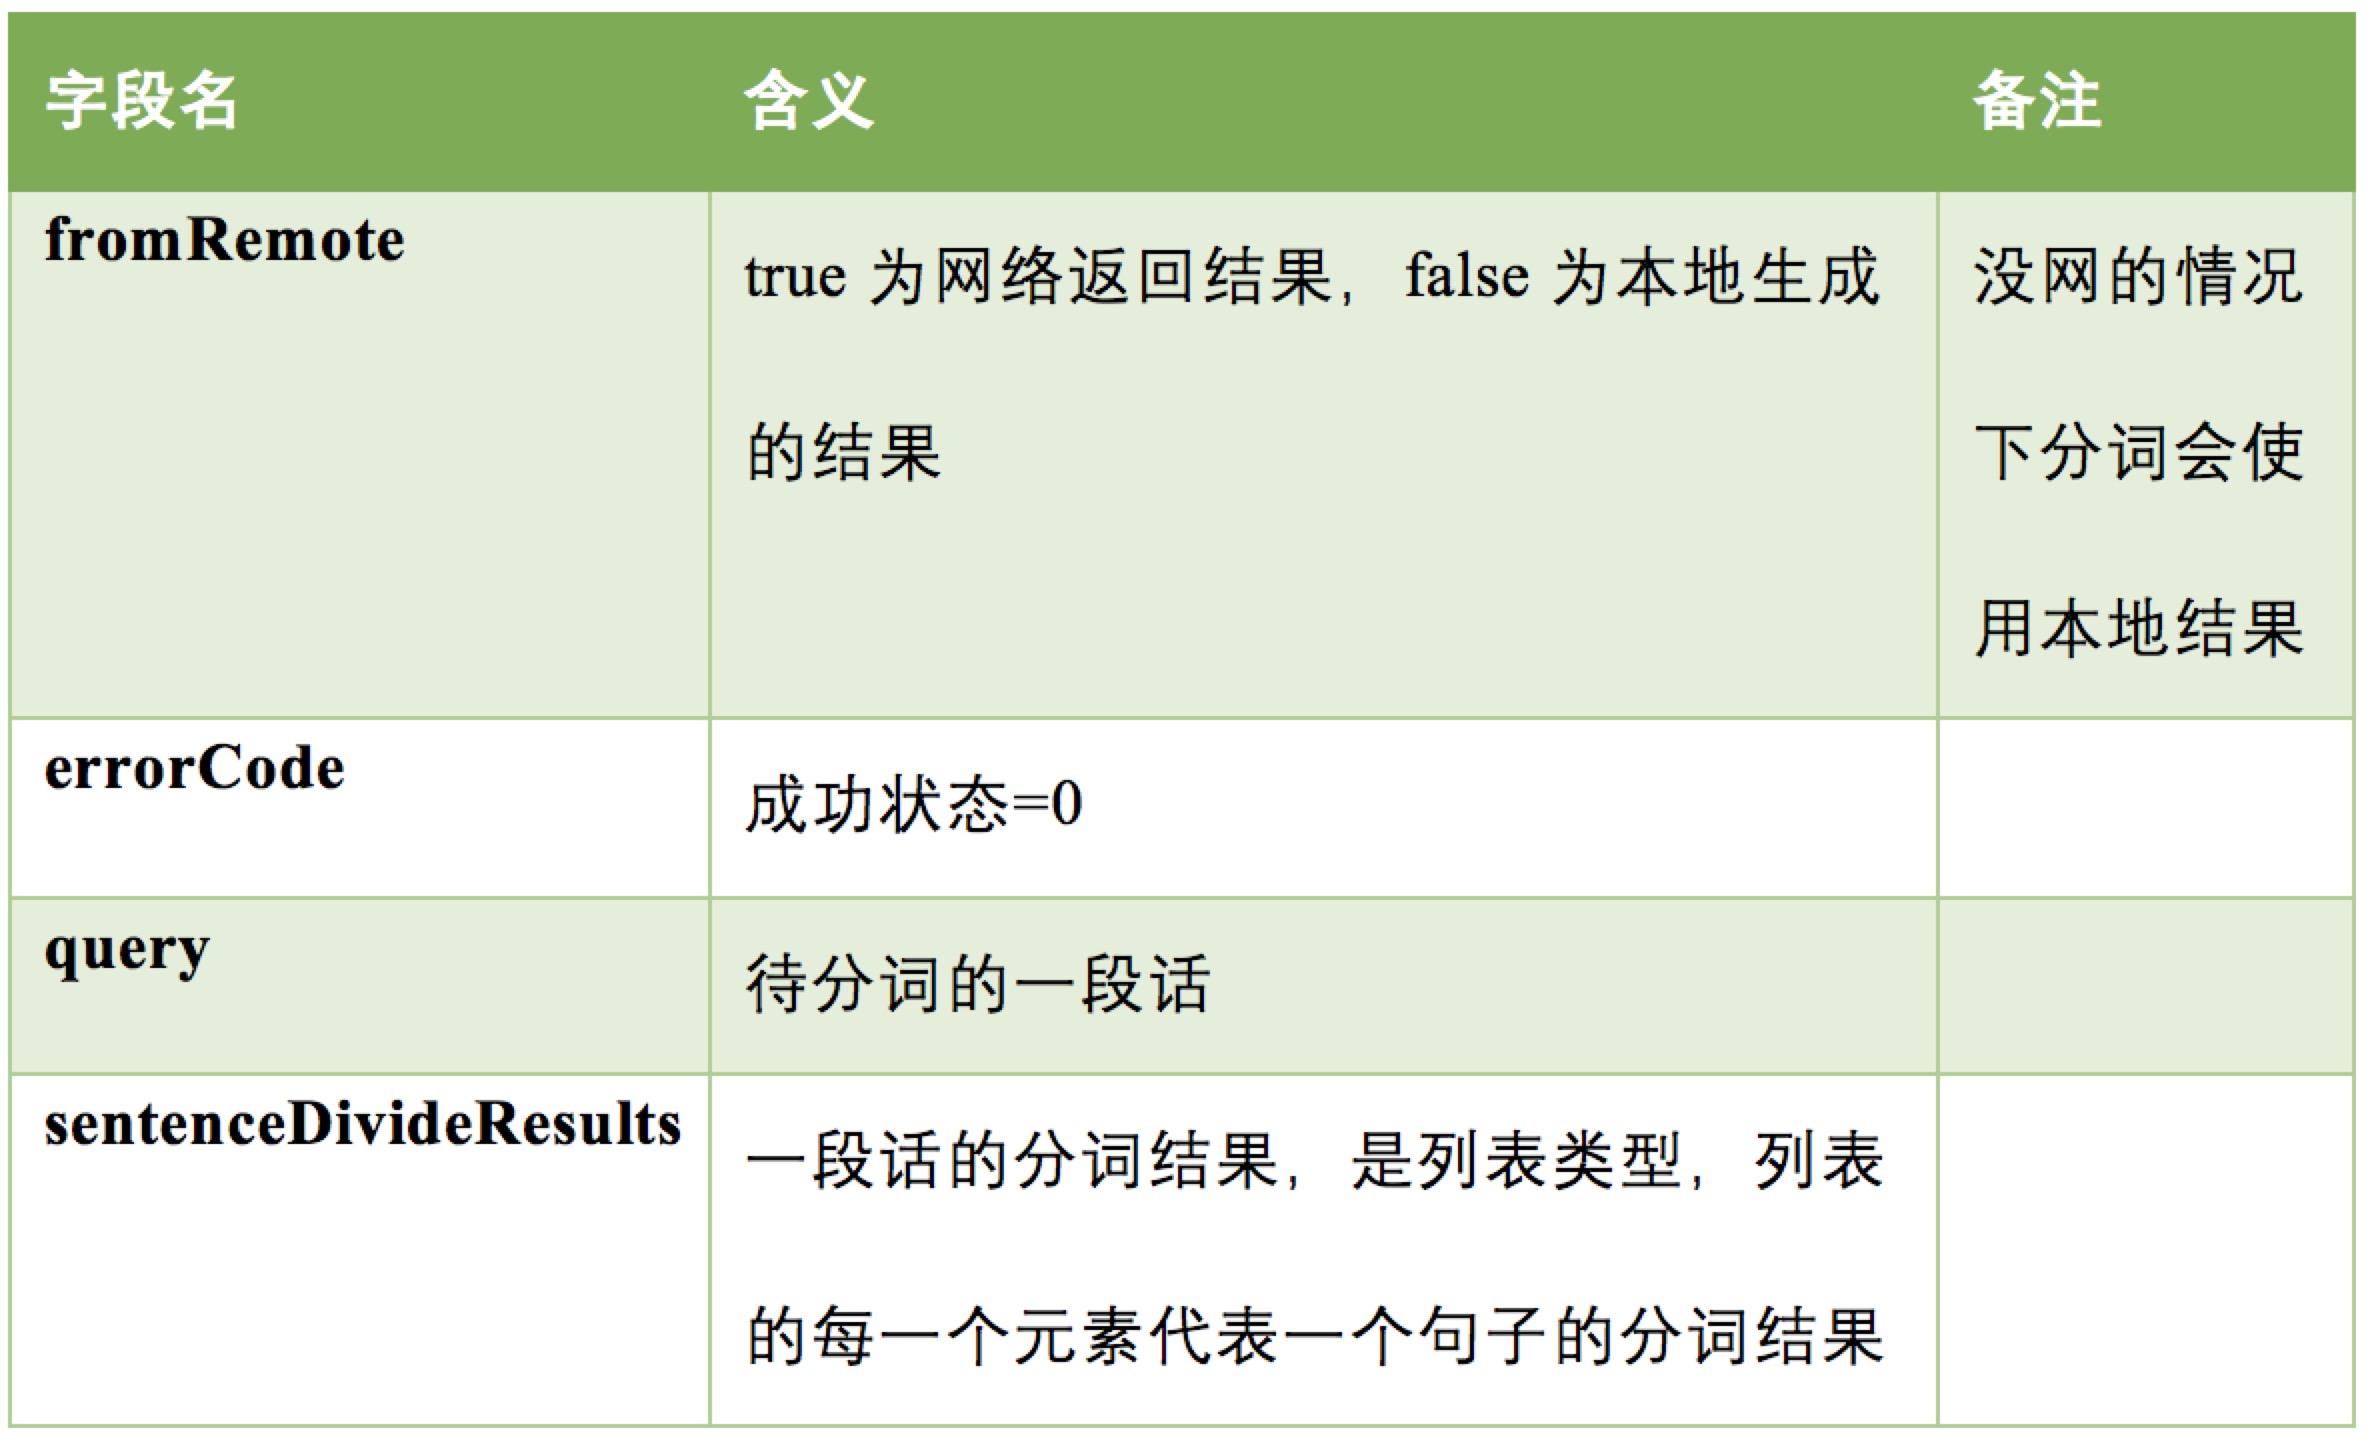 字段名 含义 备注
fromRemote true 为网络返回结果， false 为本地生成 没网的情况
的结果 下分词会使
用本地结果
errorCode 成功状态=0
query 待分词的一段话
sentenceDivideResults 一段话的分词结果，是列表类型，列表
的每一个元素代表一个句子的分词结果